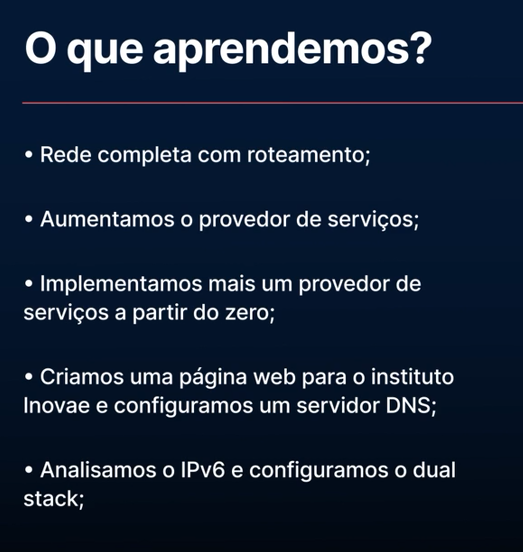 O que aprendemos?
• Rede completa com roteamento;
• Aumentamos o provedor de serviços;
• Implementamos mais um provedor de
serviços a partir do zero;
• Criamos uma página web para o instituto
Inovae e configuramos um servidor DNS;
• Analisamos o IPv6 e configuramos o dual
stack;